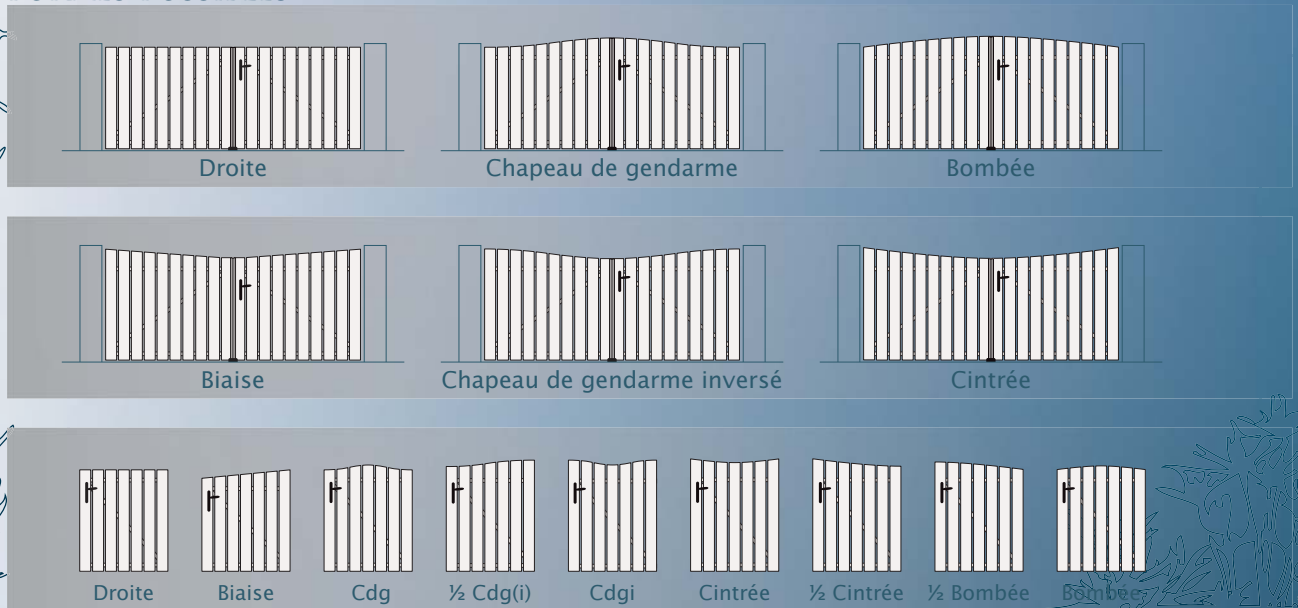 Droite
Chapeau de gendarme
Bombée
Biaise
Chapeau de gendarme inversé
Cintrée
Droite
Biaise
Cdg
½ Cdg(i)
Cdgi
Cintrée
½ Cintrée
½ Bombée
Bombée